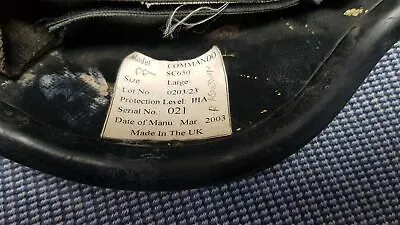 Model COMMANDO
SC650
Size Large
Lot No 0203/23
Protection Level: IIIA
Serial No.: 021
Date of Manu Mar. 2003
Made In The UK